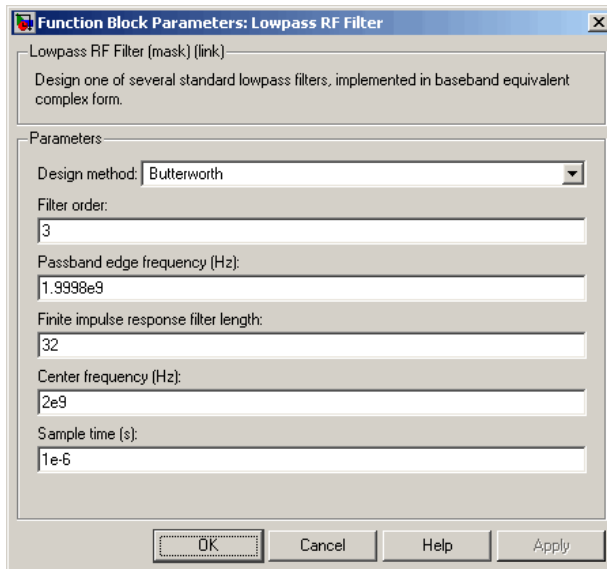 Function Block Parameters: Lowpass RF Filter
Lowpass RF Filter (mask) (link)
Design one of several standard lowpass filters, implemented in baseband equivalent
complex form.
Parameters
Design method: Butterworth
Filter order:
3
Passband edge frequency (Hz):
1.9998e9
Finite impulse response filter length:
32
Center frequency (Hz):
2e9
Sample time (s):
1e-6
OK Cancel Help Apply